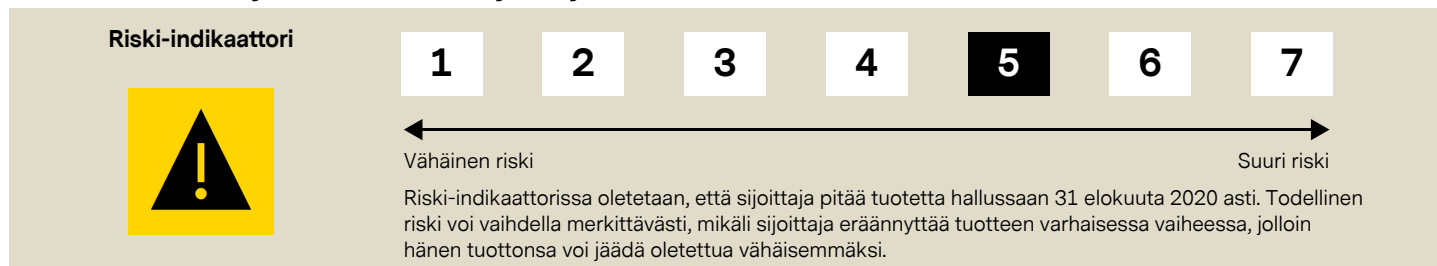 Riski-indikaattori
1 2 3 4 5 6 7
Vähäinen riski Suuri riski
Riski-indikaattorissa oletetaan, että sijoittaja pitää tuotetta hallussaan 31 elokuuta 2020 asti. Todellinen
riski voi vaihdella merkittävästi, mikäli sijoittaja eräännyttää tuotteen varhaisessa vaiheessa, jolloin
hänen tuottonsa voi jäädä oletettua vähäisemmäksi.